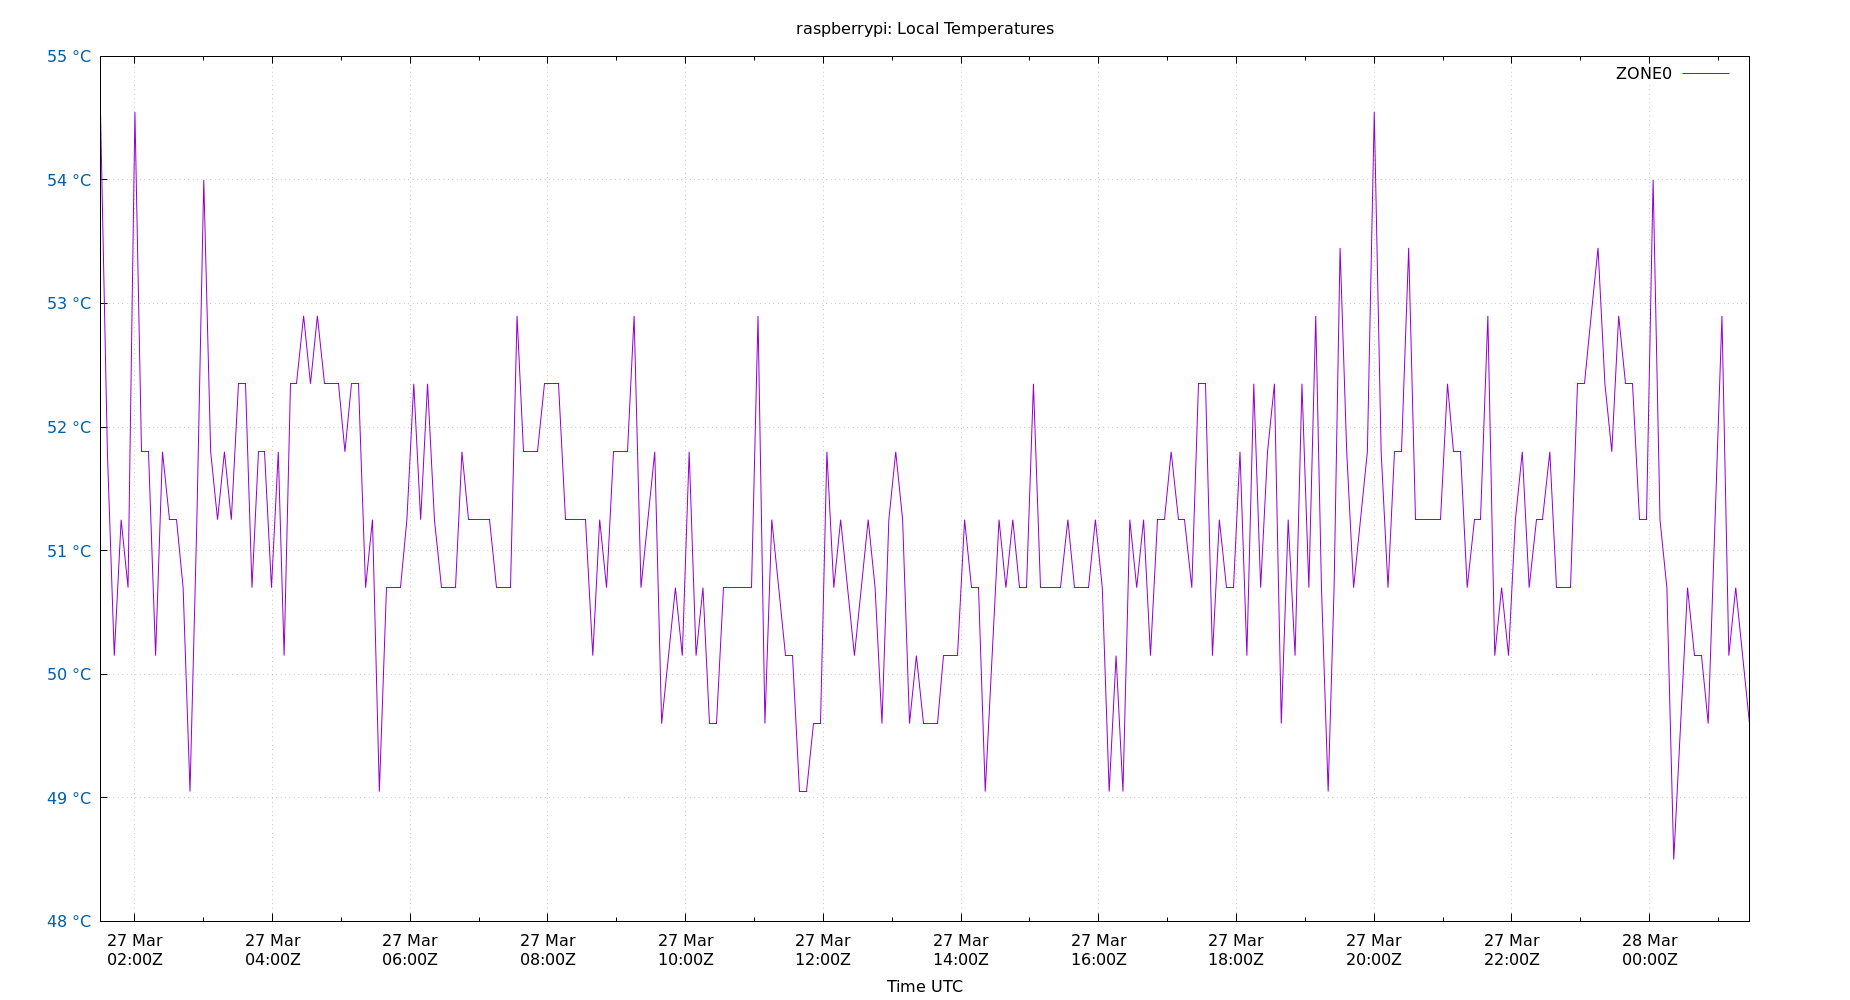 raspberrypi: Local Temperatures
55 °C
ZONE0
54 °C
53 °C
52 °C
51 °C
50 °C
49 °C
48 °C
27 Mar 27 Mar 27 Mar 27 Mar 27 Mar 27 Mar 27 Mar 27 Mar 27 Mar 27 Mar 27 Mar 28 Mar
02:00Z 04:00Z 06:00Z 08:00Z 10:00Z 12:00Z 14:00Z 16:00Z 18:00Z 20:00Z 22:00Z 00:00Z
Time UTC